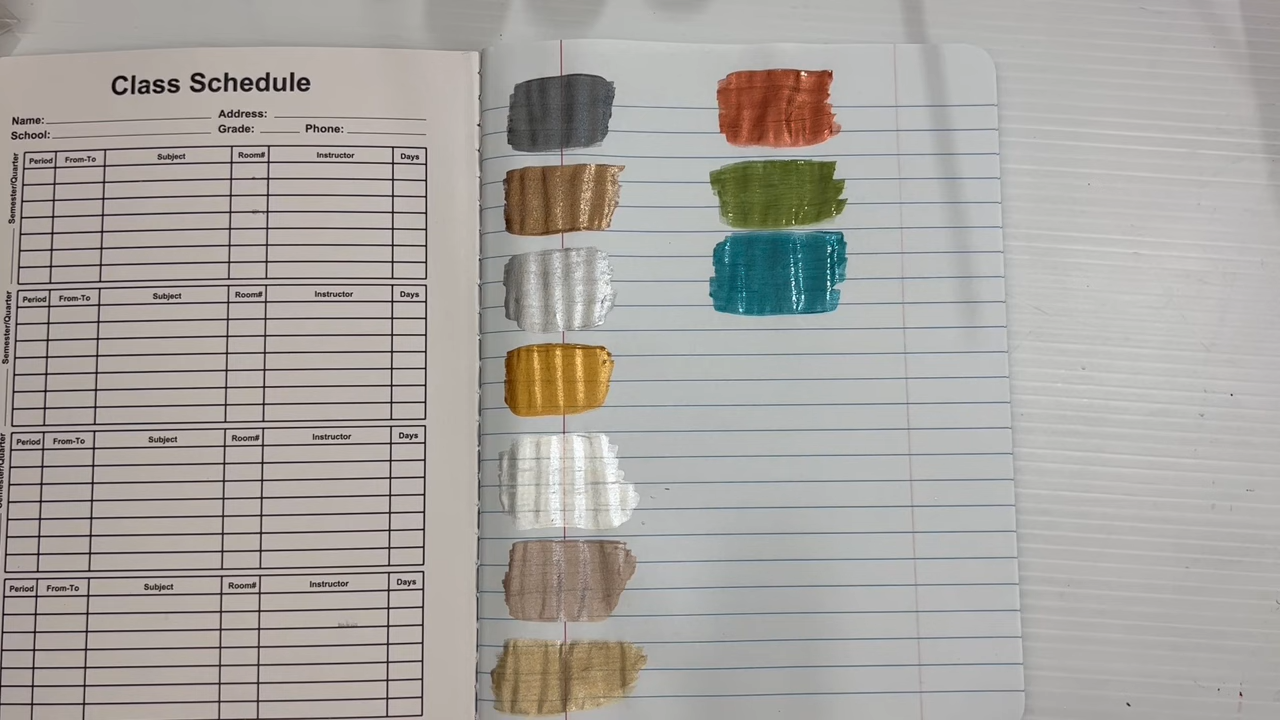 Class Schedule
Name: Address:
School: Grade: Phone:
Semester/Quarter
Period From-To Subject Room# Instructor Days
Semester/Quarter
Period From-To Subject Room# Instructor Days
Semester/Quarter
Period From-To Subject Room# Instructor Days
Period From-To Subject Room# Instructor Days